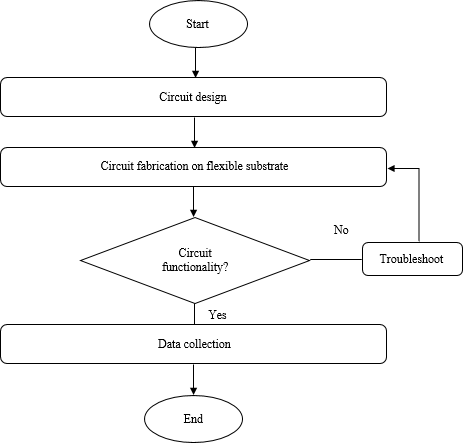 Start
Circuit design
Circuit fabrication on flexible substrate
Circuit
functionality?
No
Troubleshoot
Yes
Data collection
End